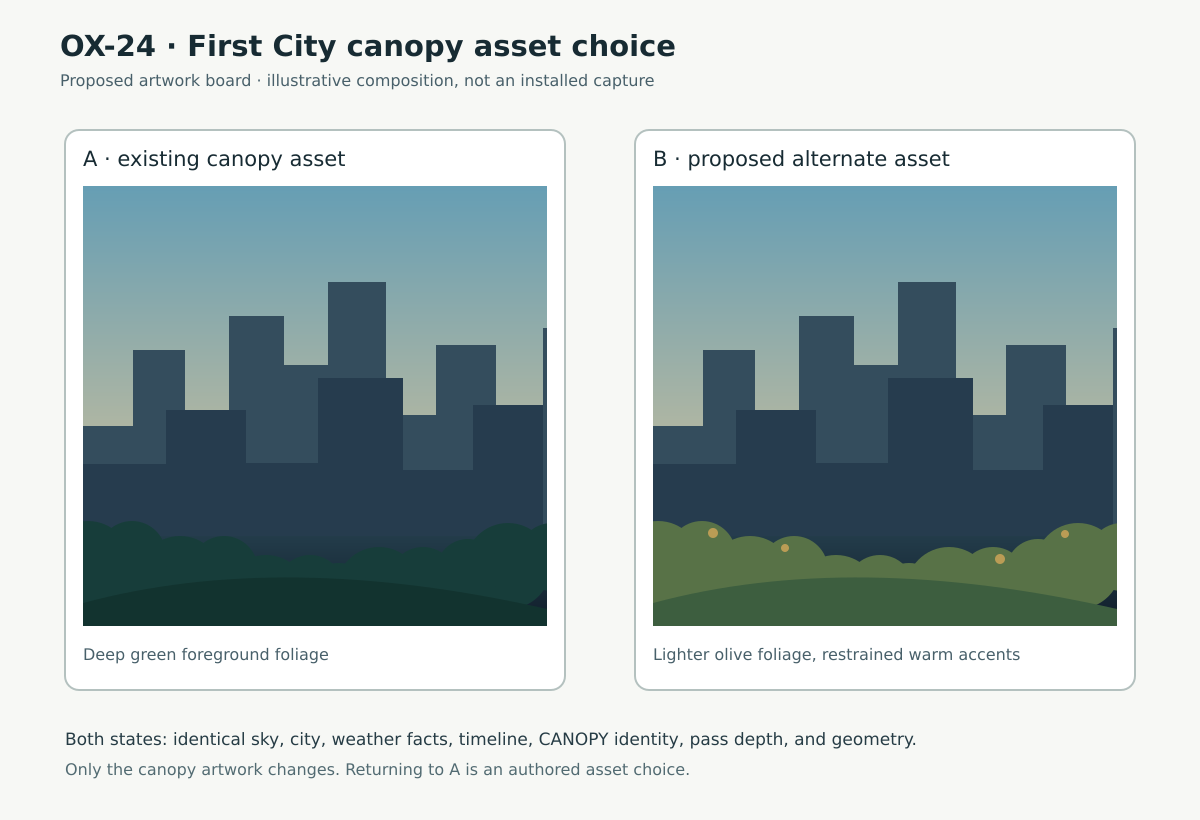 OX-24 · First City canopy asset choice
Proposed artwork board · illustrative composition, not an installed capture
A · existing canopy asset
Deep green foreground foliage
B · proposed alternate asset
Lighter olive foliage, restrained warm accents
Both states: identical sky, city, weather facts, timeline, CANOPY identity, pass depth, and geometry.
Only the canopy artwork changes. Returning to A is an authored asset choice.